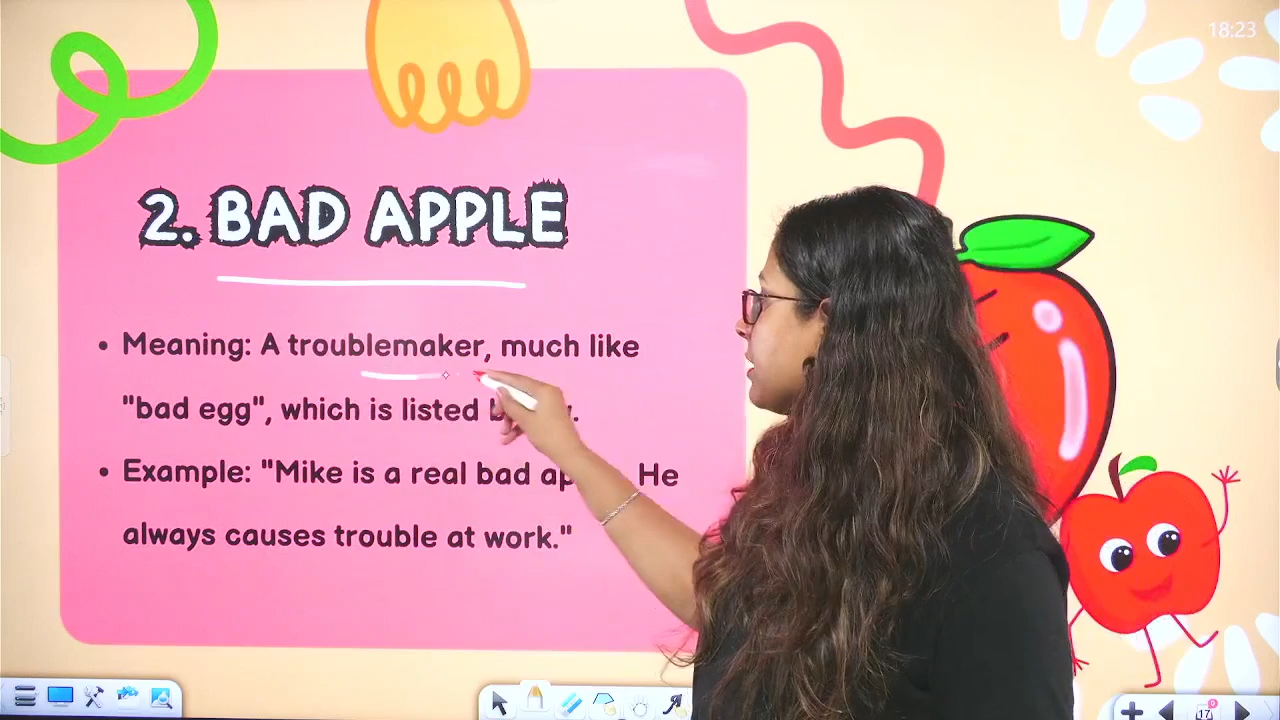 18:23
2. BAD APPLE
• Meaning: A troublemaker, much like
"bad egg", which is listed
• Example: "Mike is a real bad He
always causes trouble at work."
17